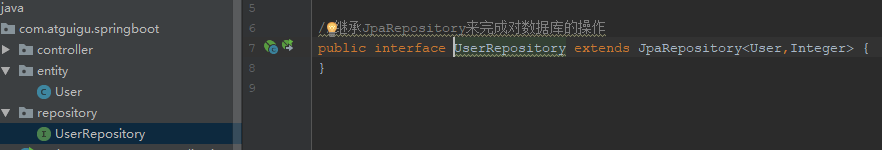 java
com.atguigu.springboot
controller
entity
User
repository
UserRepository
5
6
7
8
9
//继承JpaRepository来完成对数据库的操作
public interface UserRepository extends JpaRepository<User,Integer> {
}